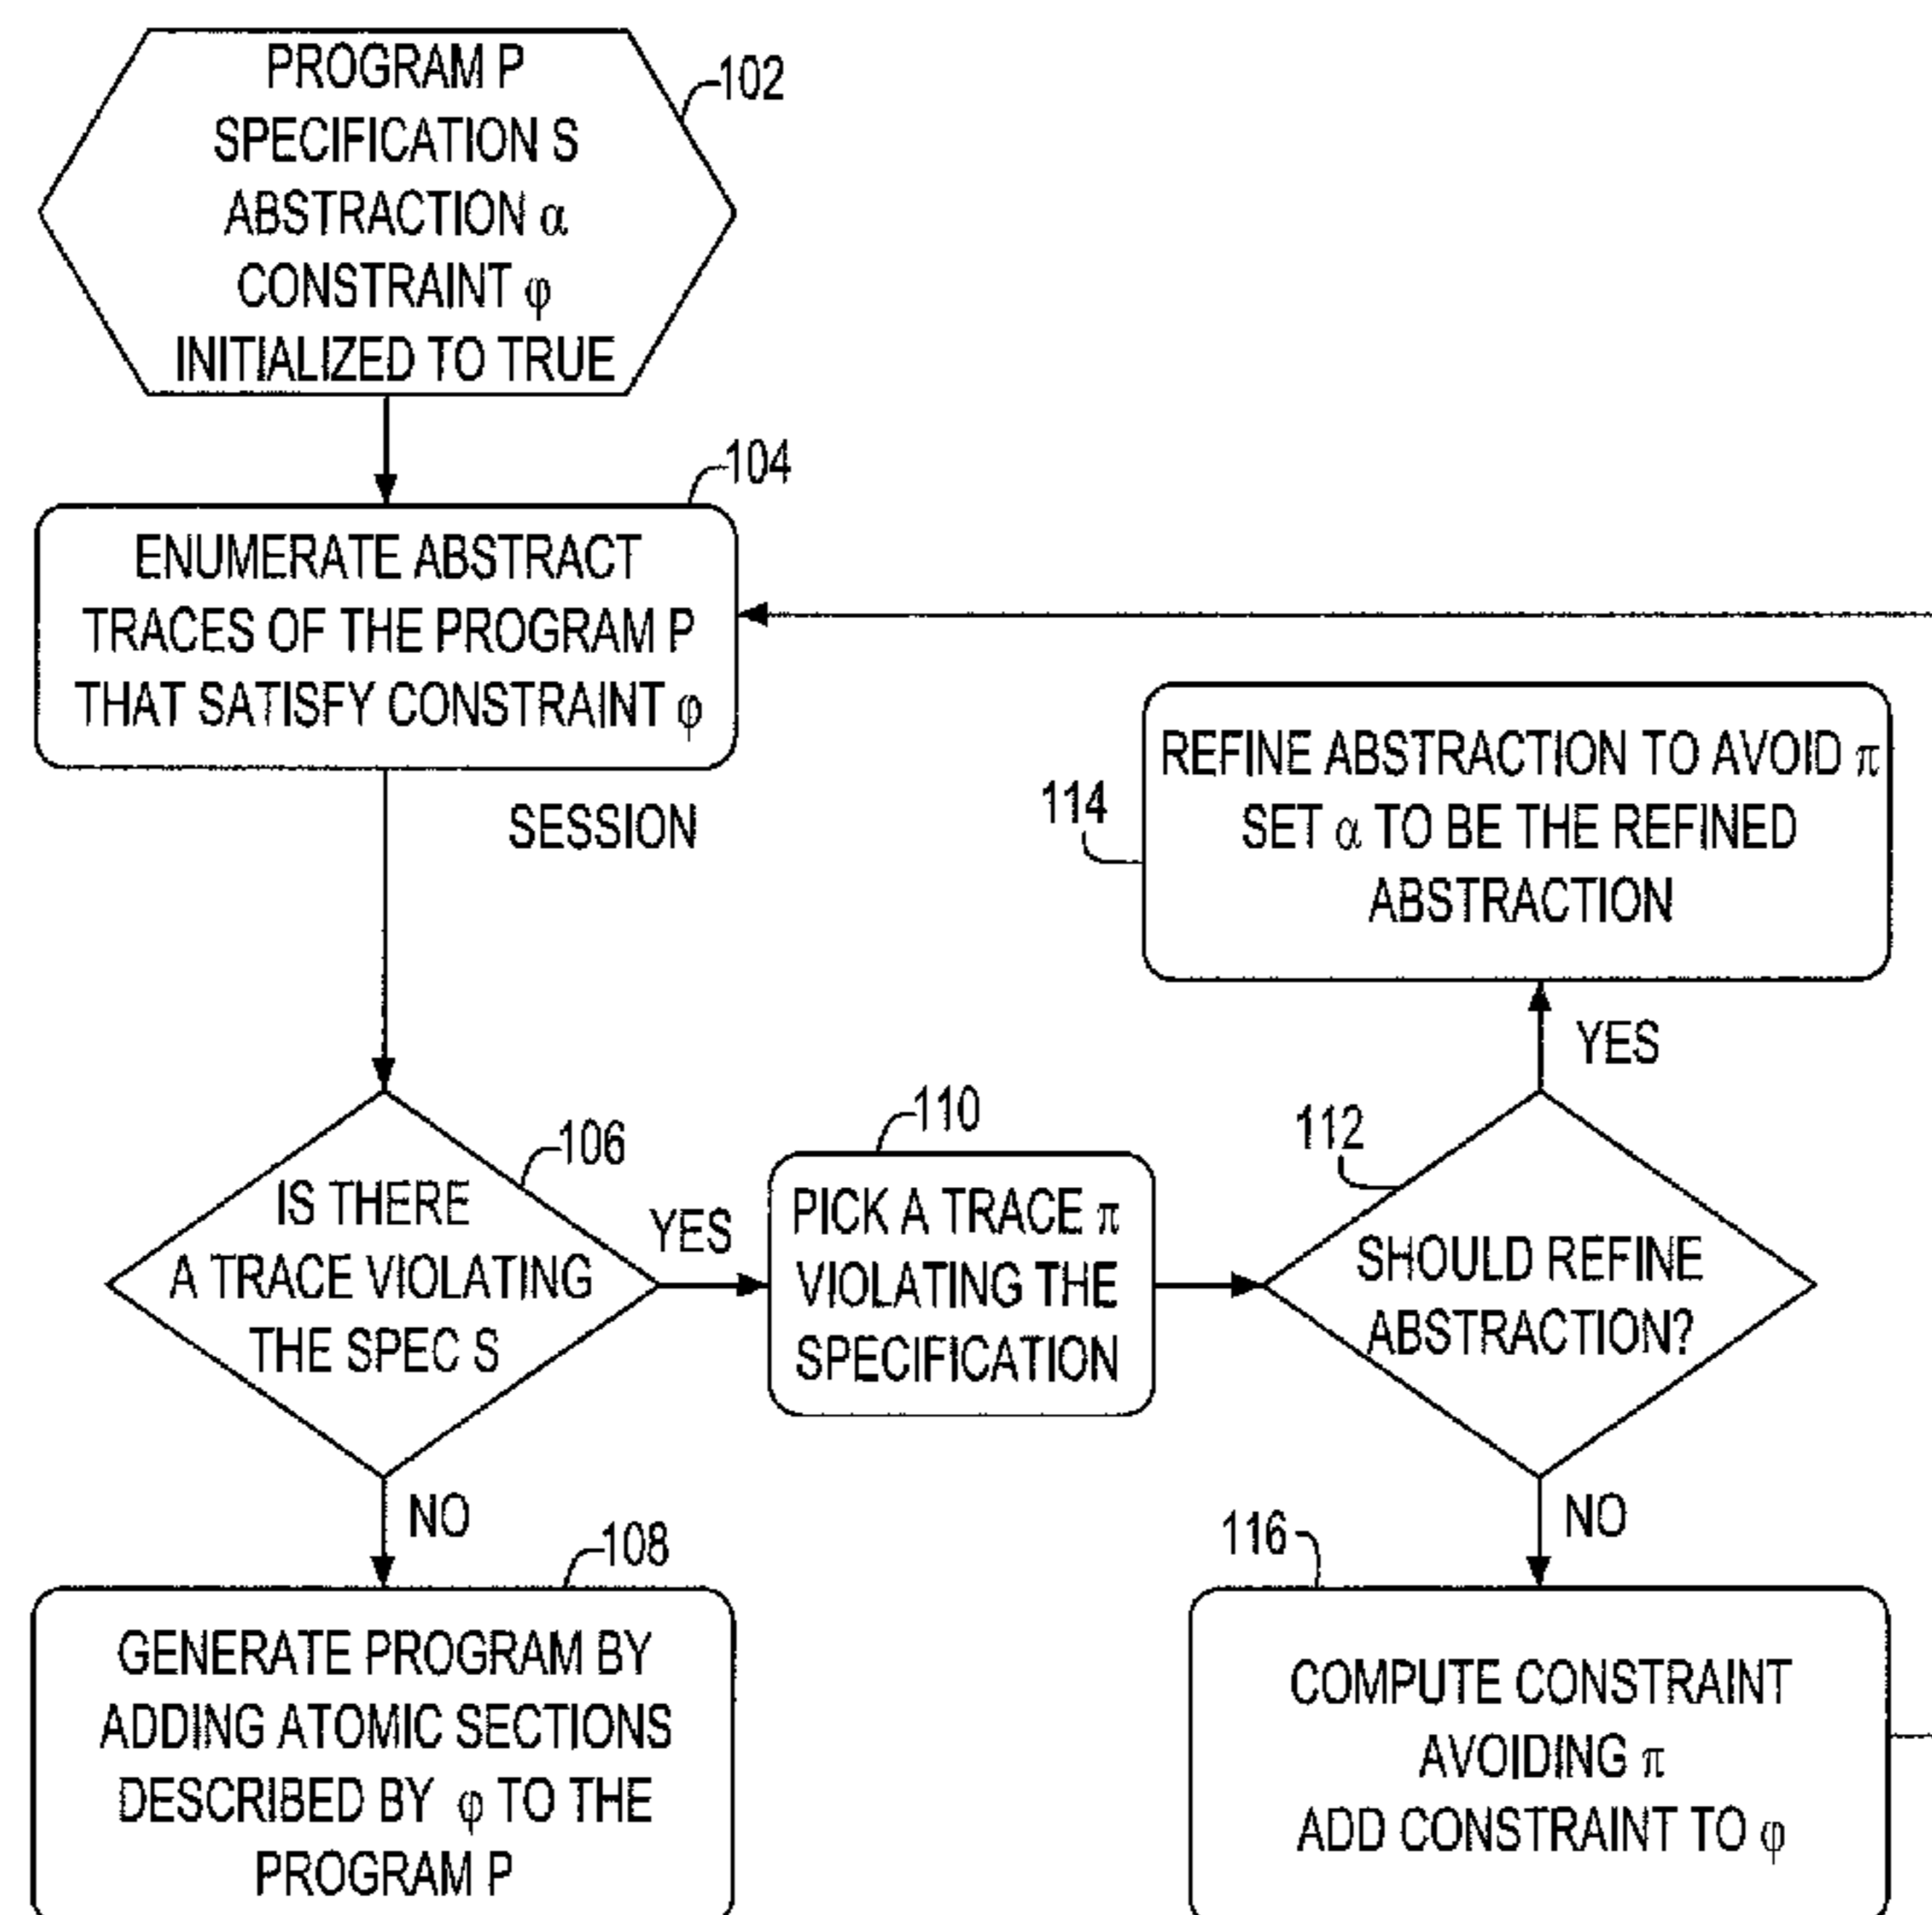 PROGRAM P
SPECIFICATION S
ABSTRACTION α
CONSTRAINT φ
INITIALIZED TO TRUE
102
104
ENUMERATE ABSTRACT
TRACES OF THE PROGRAM P
THAT SATISFY CONSTRAINT φ
SESSION
114
REFINE ABSTRACTION TO AVOID π
SET α TO BE THE REFINED
ABSTRACTION
YES
106
IS THERE
A TRACE VIOLATING
THE SPEC S
YES
110
PICK A TRACE π
VIOLATING THE
SPECIFICATION
112
SHOULD REFINE
ABSTRACTION?
NO
108
GENERATE PROGRAM BY
ADDING ATOMIC SECTIONS
DESCRIBED BY φ TO THE
PROGRAM P
NO
116
COMPUTE CONSTRAINT
AVOIDING π
ADD CONSTRAINT TO φ